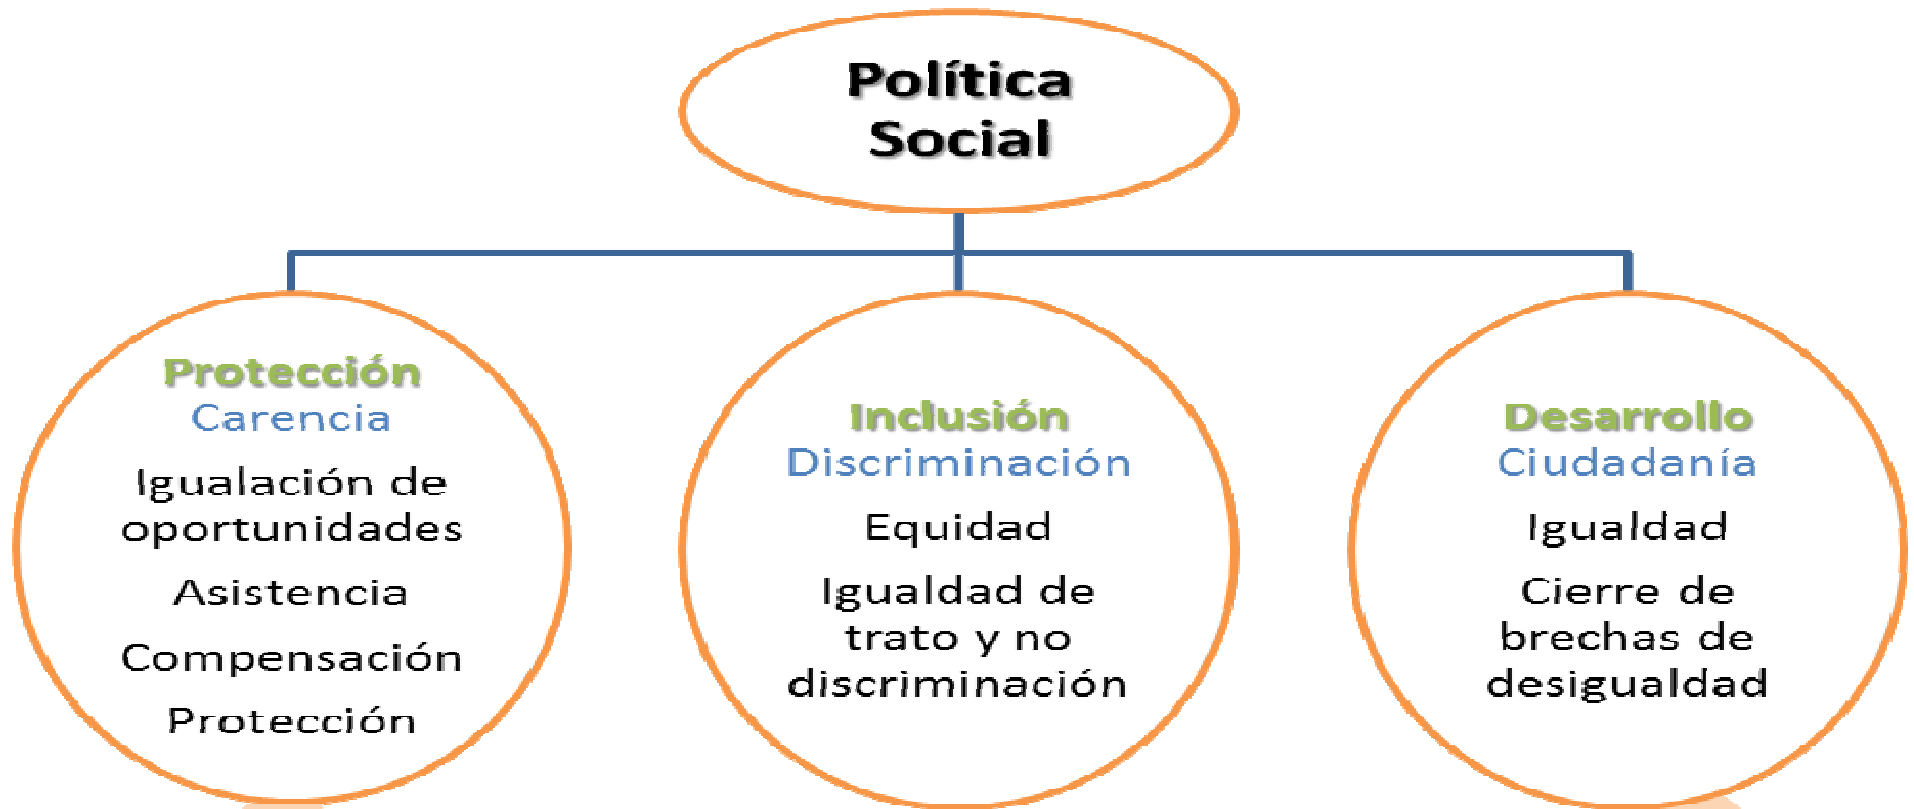 Política
Social
Protección
Carencia
Igualación de
oportunidades
Asistencia
Compensación
Protección
Inclusión
Discriminación
Equidad
Igualdad de
trato y no
discriminación
Desarrollo
Ciudadanía
Igualdad
Cierre de
brechas de
desigualdad